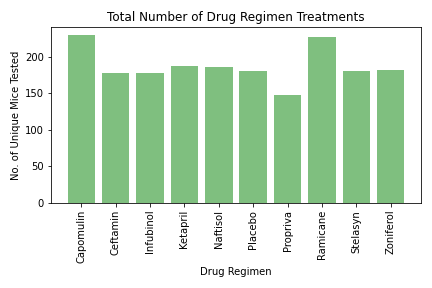 Total Number of Drug Regimen Treatments
No. of Unique Mice Tested
200
150
100
50
0
Capomulin
Ceftamin
Infubinol
Ketapril
Naftisol
Placebo
Propriva
Ramicane
Stelasyn
Zoniferol
Drug Regimen